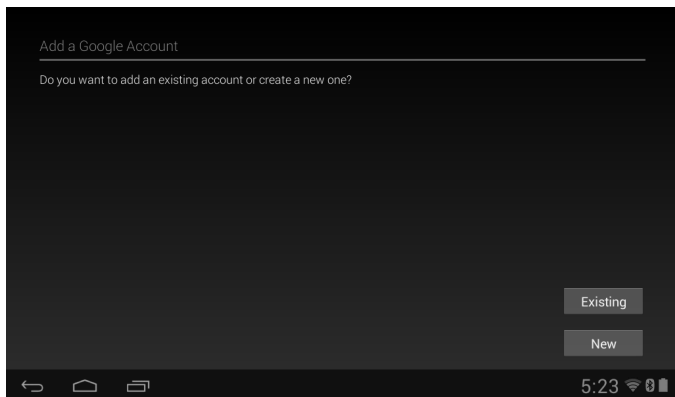 Add a Google Account
Do you want to add an existing account or create a new one?
Existing
New
5:23